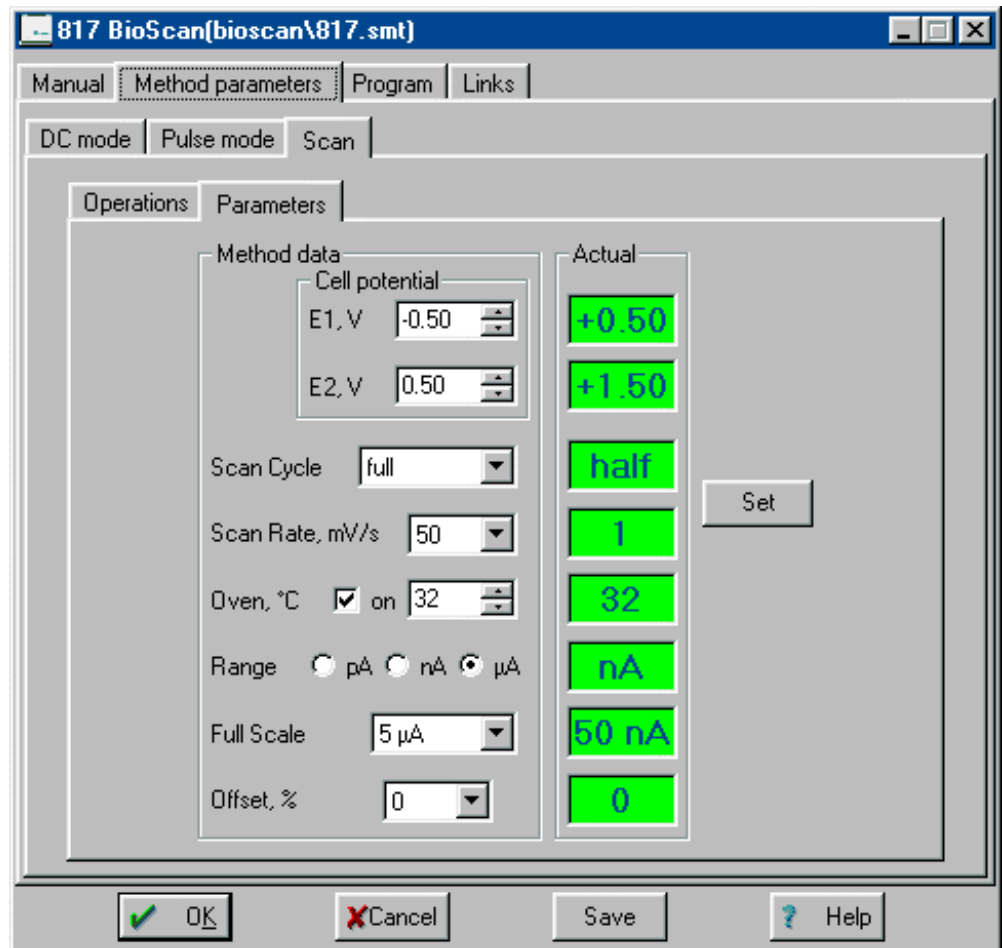 817 BioScan(bioscan\817.smt)
Manual Method parameters Program Links
DC mode Pulse mode Scan
Operations Parameters
Method data Actual
Cell potential
E1, V -0.50 +0.50
E2, V 0.50 +1.50
Scan Cycle full half
Set
Scan Rate, mV/s 50 1
Oven, °C on 32 32
Range pA nA µA nA
Full Scale 5 µA 50 nA
Offset, % 0 0
OK Cancel Save ? Help